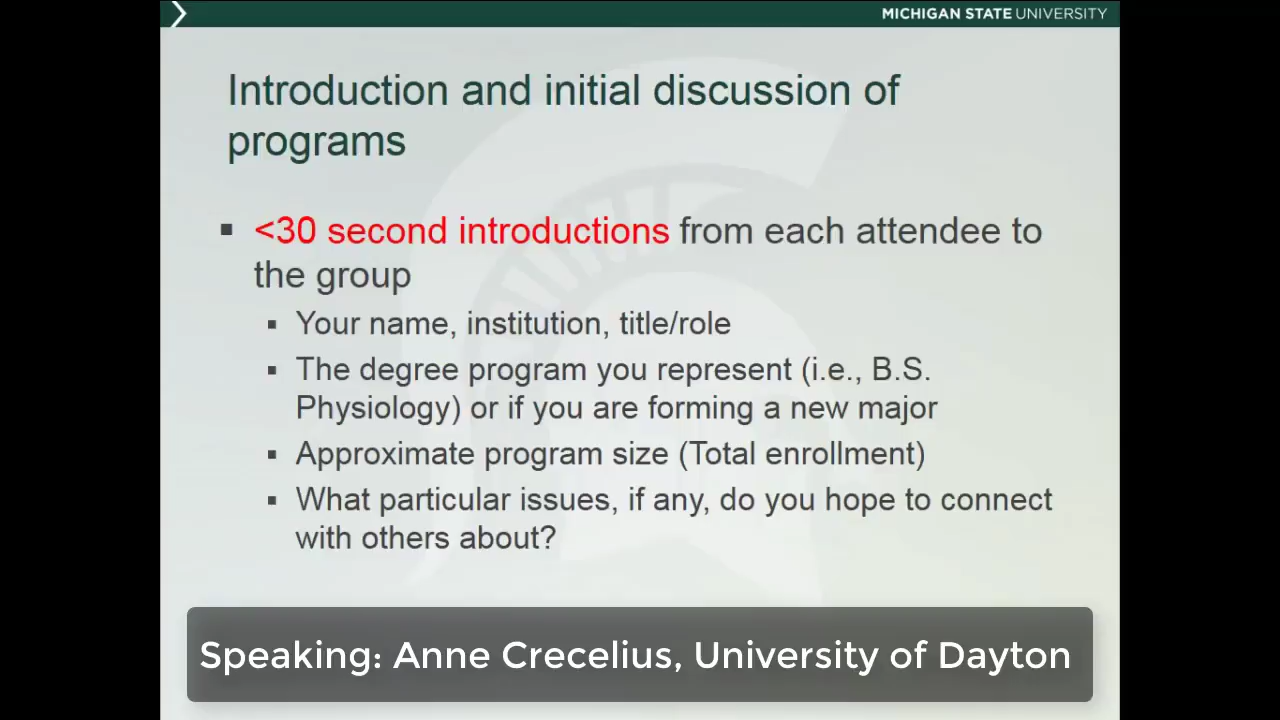 MICHIGAN STATE UNIVERSITY
Introduction and initial discussion of
programs
<30 second introductions from each attendee to
the group
Your name, institution, title/role
The degree program you represent (i.e., B.S.
Physiology) or if you are forming a new major
Approximate program size (Total enrollment)
What particular issues, if any, do you hope to connect
with others about?
Speaking: Anne Crecelius, University of Dayton